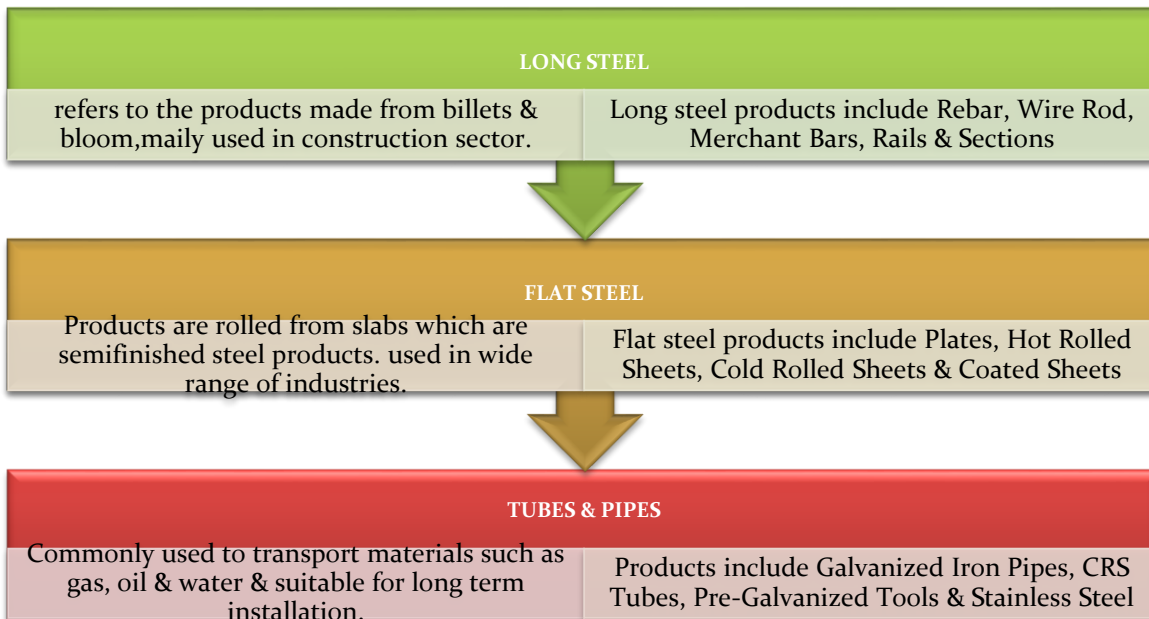 LONG STEEL
refers to the products made from billets &
bloom,maily used in construction sector.
Long steel products include Rebar, Wire Rod,
Merchant Bars, Rails & Sections
FLAT STEEL
Products are rolled from slabs which are
semifinished steel products. used in wide
range of industries.
Flat steel products include Plates, Hot Rolled
Sheets, Cold Rolled Sheets & Coated Sheets
TUBES & PIPES
Commonly used to transport materials such as
gas, oil & water & suitable for long term
installation.
Products include Galvanized Iron Pipes, CRS
Tubes, Pre-Galvanized Tools & Stainless Steel